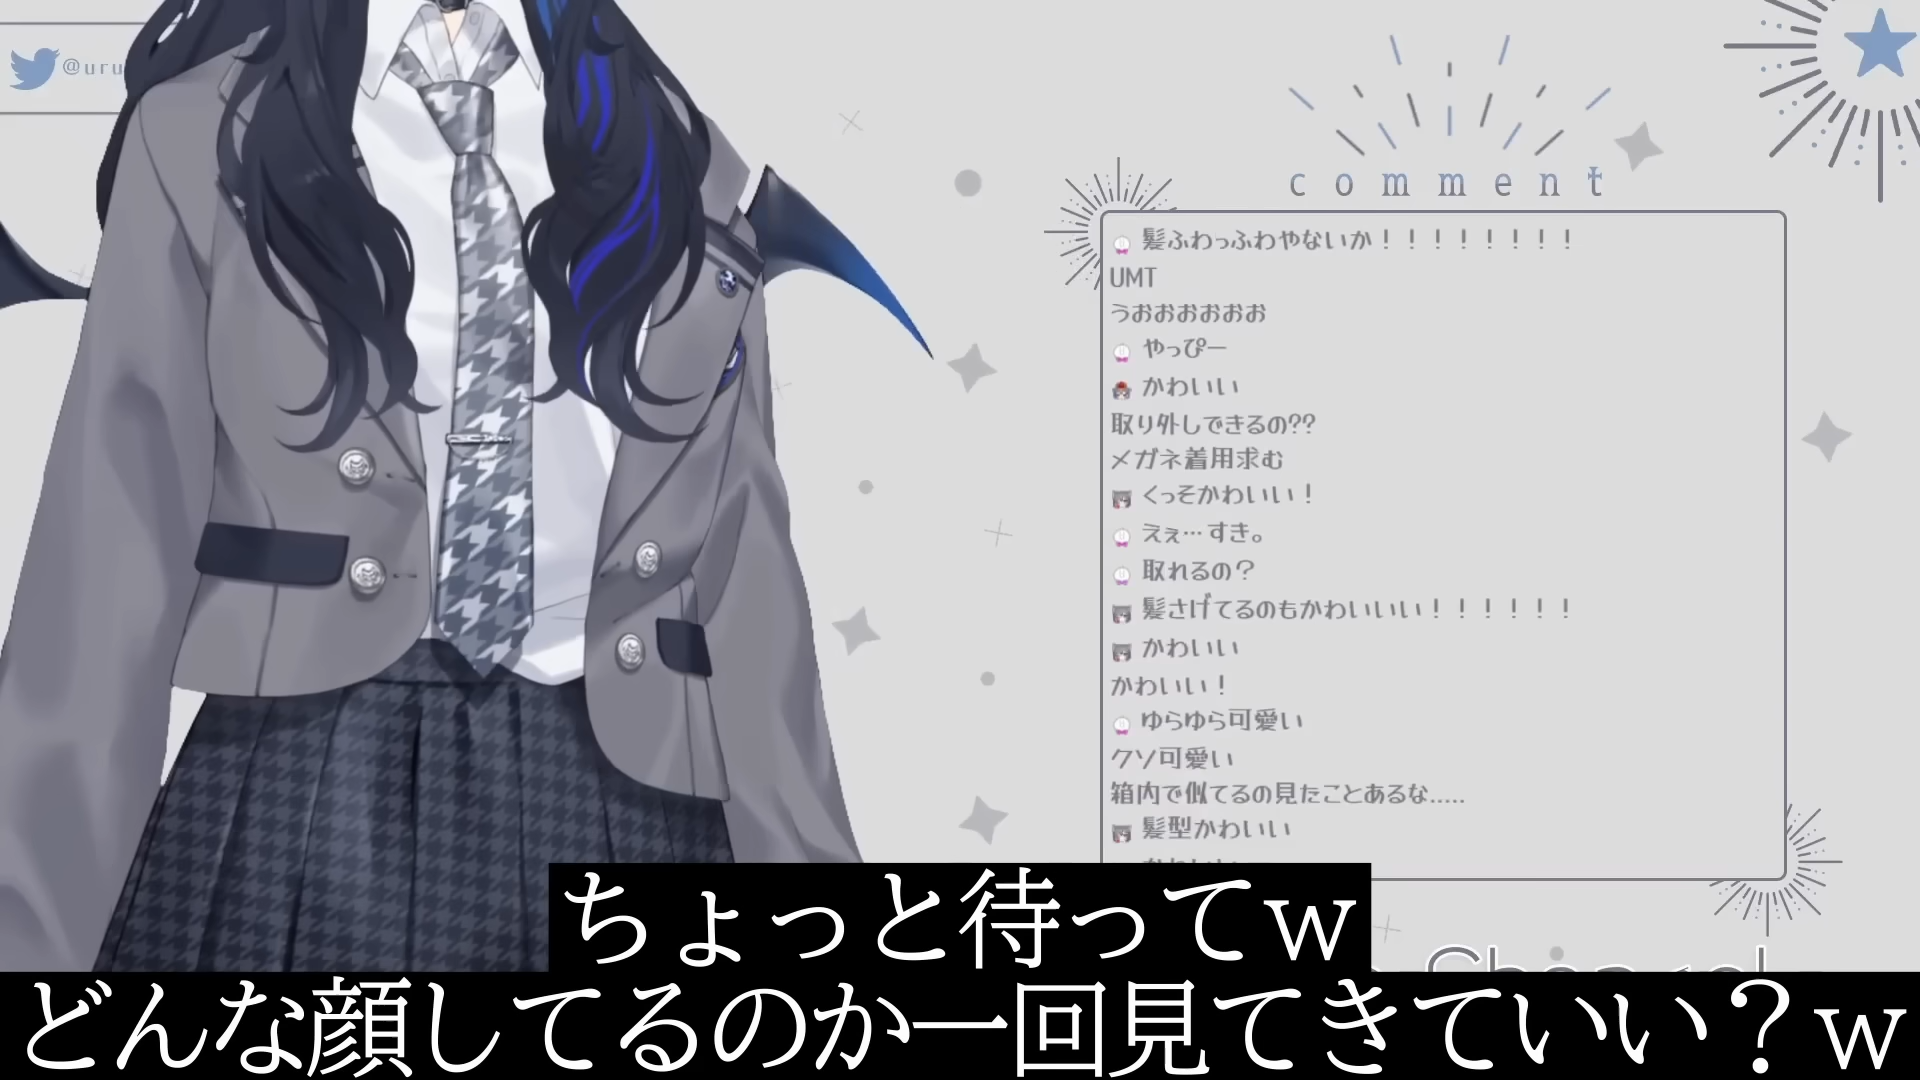 @uru
comment
髪ふわっふわやないか！！！！！！！！
UMT
うおおおおおお
やっぴー
かわいい
取り外しできるの??
メガネ着用求む
くっそかわいい！
えぇ…すき。
取れるの？
髪さげてるのもかわいいい！！！！！！
かわいい
かわいい！
ゆらゆら可愛い
クソ可愛い
箱内で似てるの見たことあるな.....
髪型かわいい
ちょっと待ってｗ
どんな顔してるのか一回見てきていい？ｗ